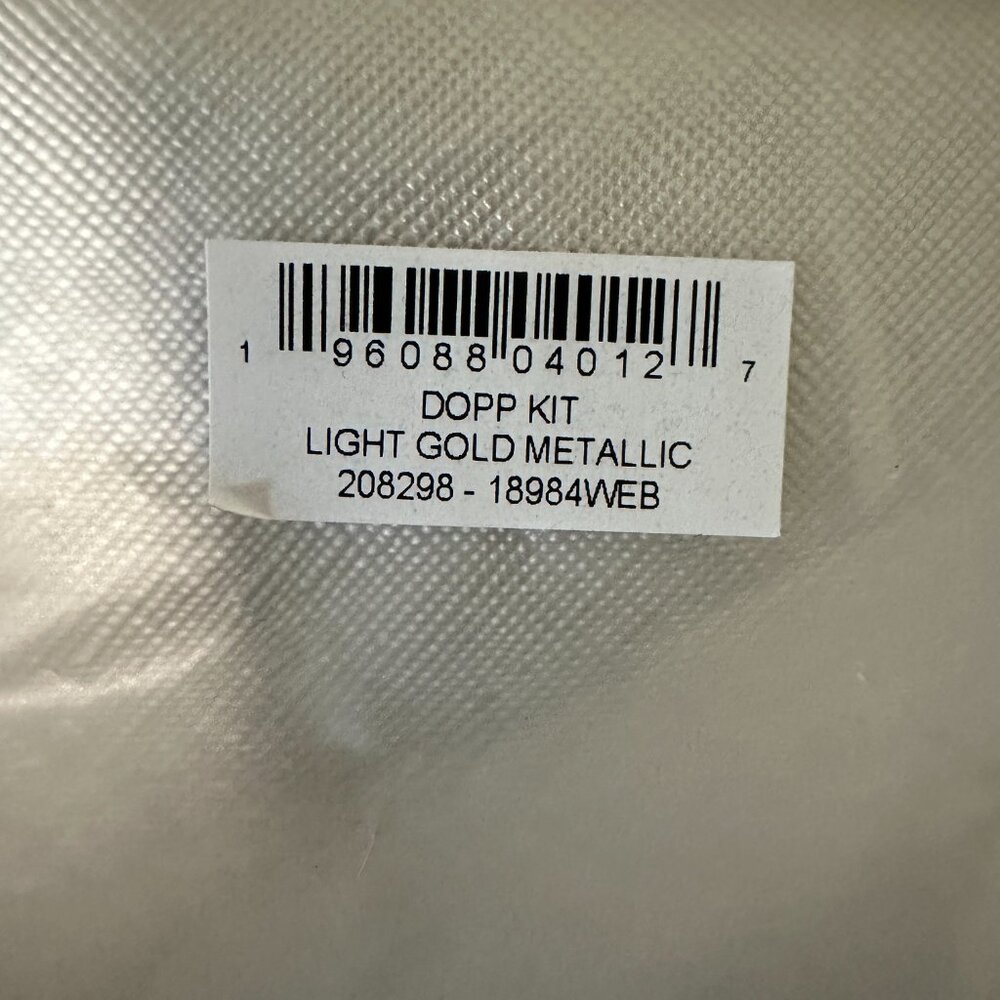 1 96088 04012 7
DOPP KIT
LIGHT GOLD METALLIC
208298 - 18984WEB